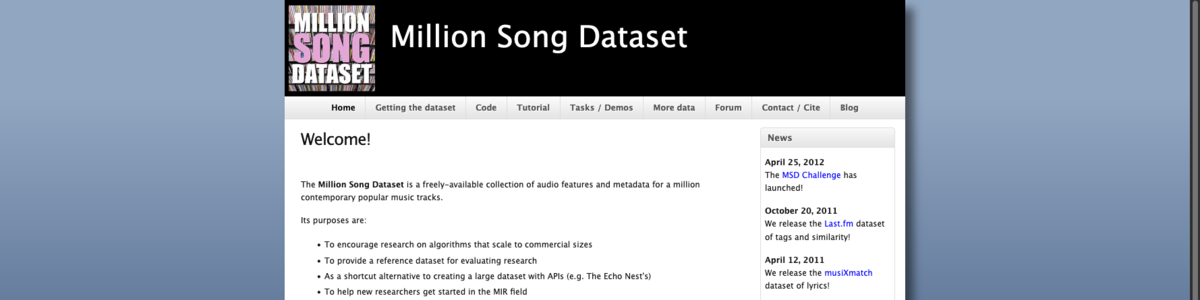 MILLION
SONG
DATASET
Million Song Dataset
Home Getting the dataset Code Tutorial Tasks / Demos More data Forum Contact / Cite Blog
Welcome!
The Million Song Dataset is a freely-available collection of audio features and metadata for a million
contemporary popular music tracks.
Its purposes are:
• To encourage research on algorithms that scale to commercial sizes
• To provide a reference dataset for evaluating research
• As a shortcut alternative to creating a large dataset with APIs (e.g. The Echo Nest's)
• To help new researchers get started in the MIR field
News
April 25, 2012
The MSD Challenge has
launched!
October 20, 2011
We release the Last.fm dataset
of tags and similarity!
April 12, 2011
We release the musiXmatch
dataset of lyrics!